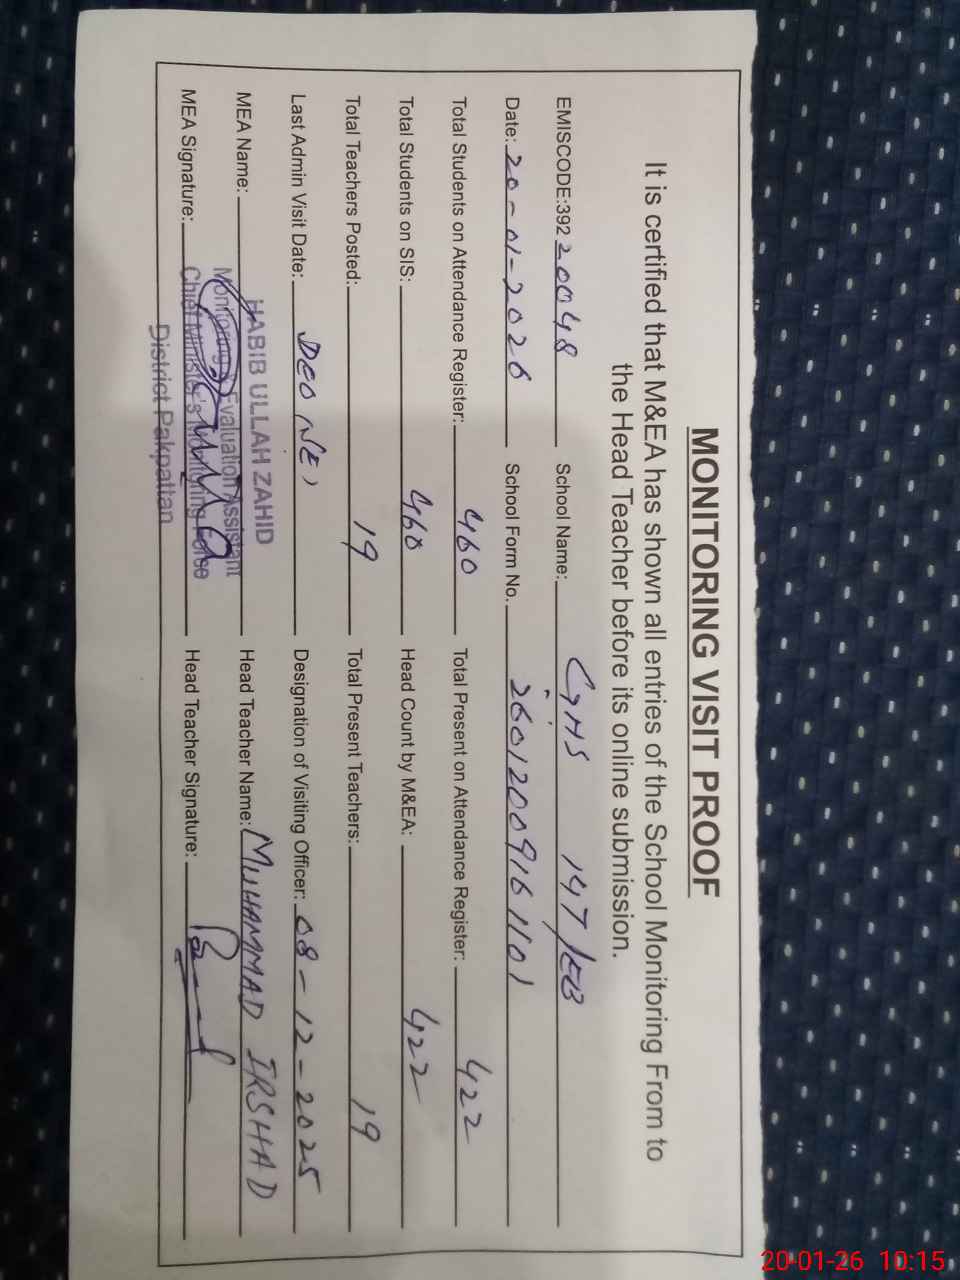 MONITORING VISIT PROOF
It is certified that M&EA has shown all entries of the School Monitoring From to
the Head Teacher before its online submission.
EMISCODE:392 20048 School Name: GHS 147/EB
Date: 20-01-2026 School Form No. 26012009161101
Total Students on Attendance Register: 460 Total Present on Attendance Register: 422
Total Students on SIS: 460 Head Count by M&EA: 422
Total Teachers Posted: 19 Total Present Teachers: 19
Last Admin Visit Date: DEO (SE) Designation of Visiting Officer: 08-12-2025
MEA Name: HABIB ULLAH ZAHID Head Teacher Name: MUHAMMAD IRSHAD
Monitoring & Evaluation Assistant
MEA Signature: Chief Minister's Monitoring Force Head Teacher Signature:
District Pakpattan
20-01-26 10:15